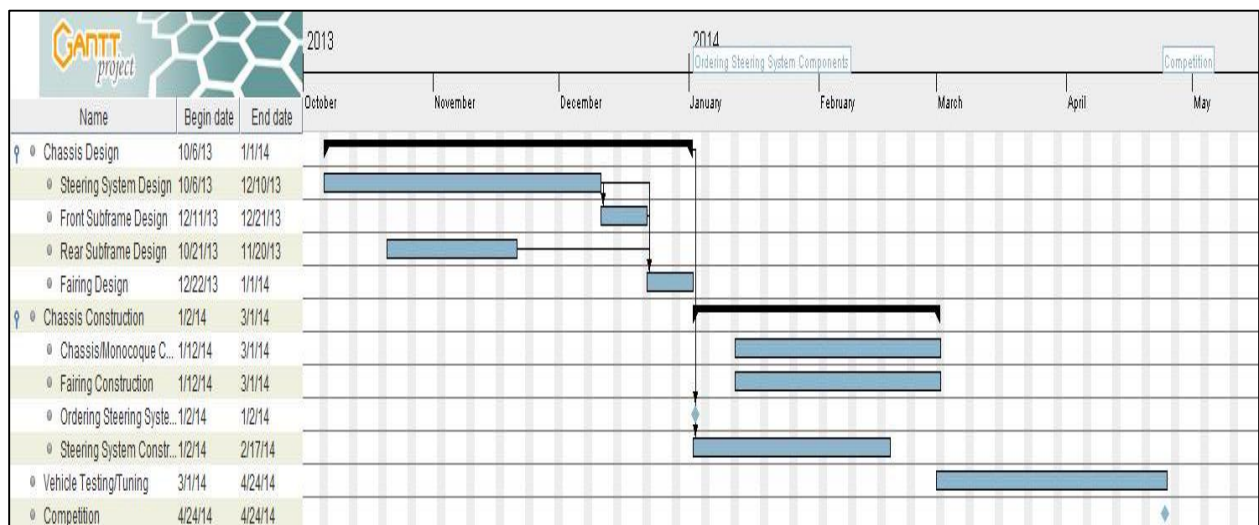 GANTT
project
2013
2014
Ordering Steering System Components
Competition
October November December January February March April May
Name Begin date End date
Chassis Design 10/6/13 1/1/14
Steering System Design 10/6/13 12/10/13
Front Subframe Design 12/11/13 12/21/13
Rear Subframe Design 10/21/13 11/20/13
Fairing Design 12/22/13 1/1/14
Chassis Construction 1/2/14 3/1/14
Chassis/Monocoque C... 1/12/14 3/1/14
Fairing Construction 1/12/14 3/1/14
Ordering Steering Syste... 1/2/14 1/2/14
Steering System Constr... 1/2/14 2/17/14
Vehicle Testing/Tuning 3/1/14 4/24/14
Competition 4/24/14 4/24/14